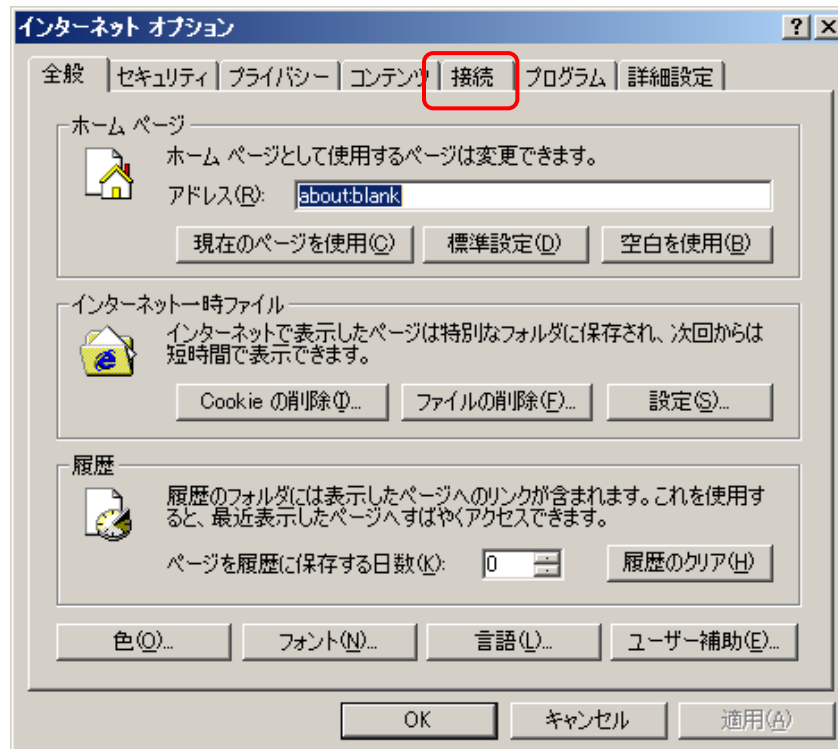 インターネット オプション
全般 セキュリティ プライバシー コンテンツ 接続 プログラム 詳細設定
ホーム ページ
ホーム ページとして使用するページは変更できます。
アドレス(R): about:blank
現在のページを使用(C) 標準設定(D) 空白を使用(B)
インターネット一時ファイル
インターネットで表示したページは特別なフォルダに保存され、次回からは
短時間で表示できます。
Cookie の削除(I)... ファイルの削除(F)... 設定(S)...
履歴
履歴のフォルダには表示したページへのリンクが含まれます。これを使用す
ると、最近表示したページへすばやくアクセスできます。
ページを履歴に保存する日数(K): 0 履歴のクリア(H)
色(O)... フォント(N)... 言語(L)... ユーザー補助(E)...
OK キャンセル 適用(A)